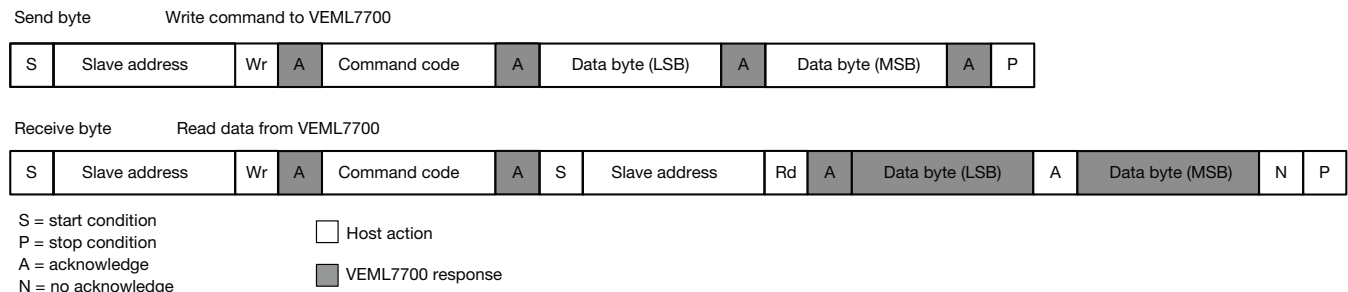 Send byte Write command to VEML7700
S Slave address Wr A Command code A Data byte (LSB) A Data byte (MSB) A P
Receive byte Read data from VEML7700
S Slave address Wr A Command code A S Slave address Rd A Data byte (LSB) A Data byte (MSB) N P
S = start condition
P = stop condition
A = acknowledge
N = no acknowledge
Host action
VEML7700 response